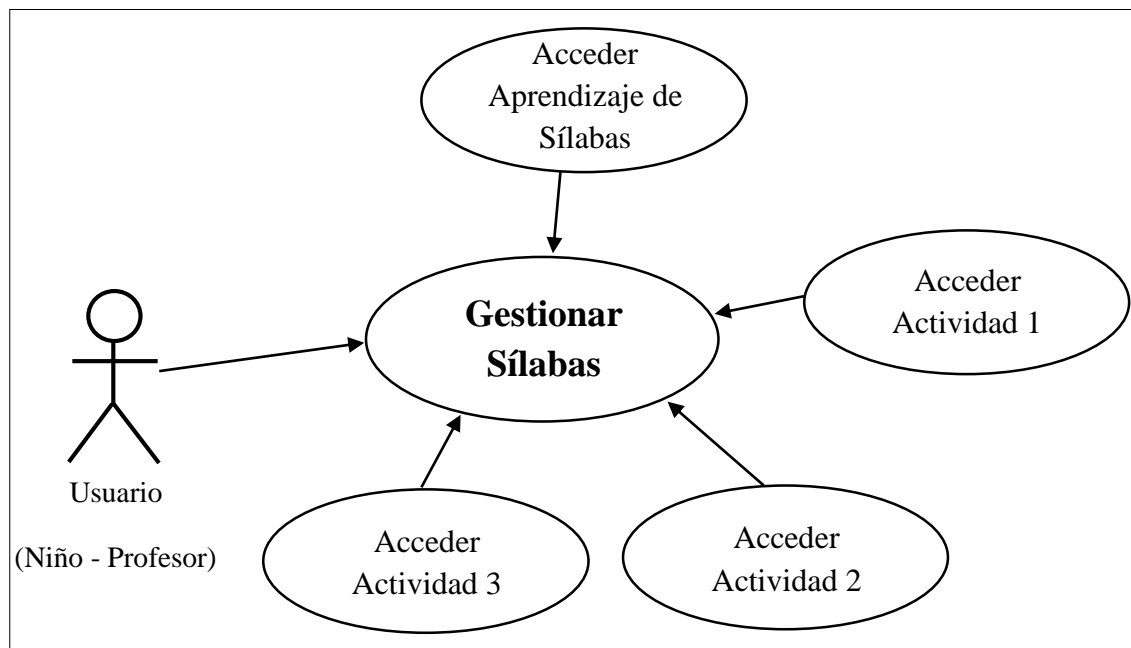 Acceder
Aprendizaje de
Sílabas
Acceder
Actividad 1
Gestionar
Sílabas
Usuario
(Niño - Profesor)
Acceder
Actividad 3
Acceder
Actividad 2